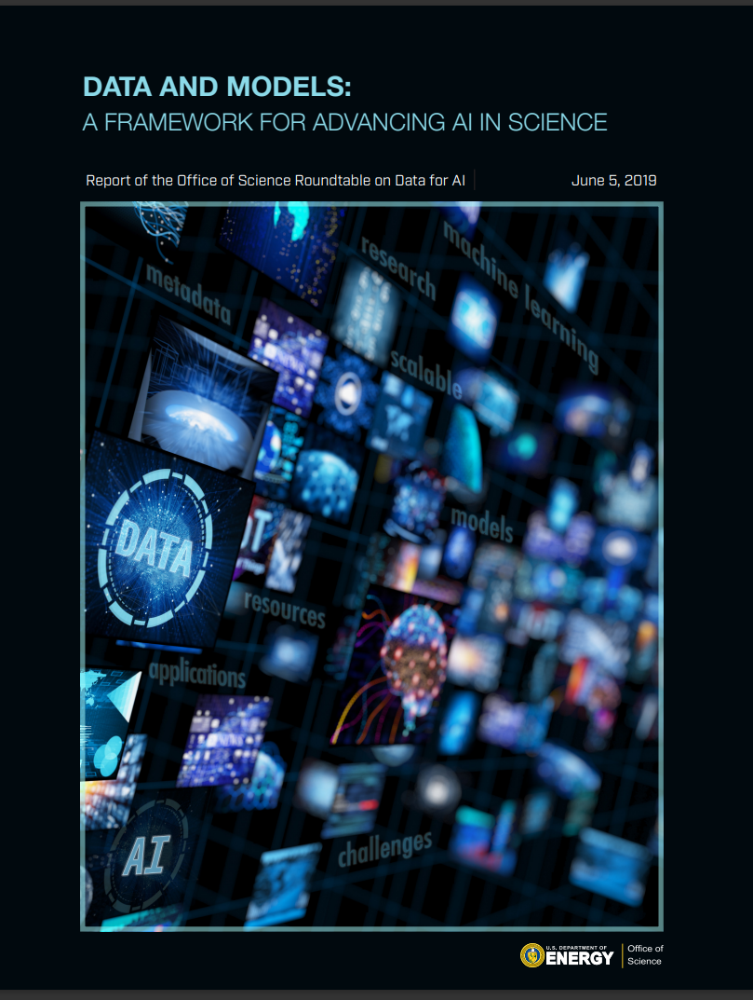 DATA AND MODELS:
A FRAMEWORK FOR ADVANCING AI IN SCIENCE
Report of the Office of Science Roundtable on Data for AI
June 5, 2019
machine learning
research
metadata
scalable
models
DATA
resources
applications
AI
challenges
U.S. DEPARTMENT OF
ENERGY
Office of
Science